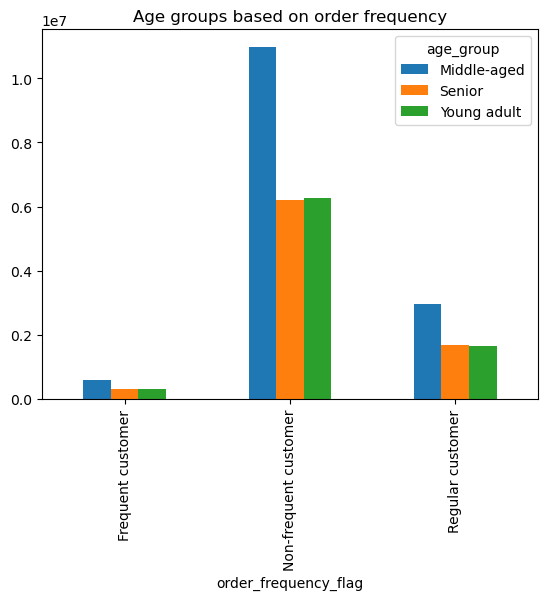 Age groups based on order frequency
1e7
age_group
Middle-aged
Senior
Young adult
1.0
0.8
0.6
0.4
0.2
0.0
Frequent customer
Non-frequent customer
Regular customer
order_frequency_flag